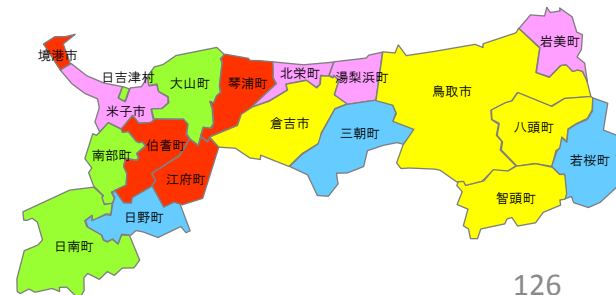 岩美町
境港市
日吉津村
大山町
琴浦町
北栄町
湯梨浜町
鳥取市
米子市
倉吉市
三朝町
八頭町
南部町
伯耆町
若桜町
江府町
智頭町
日野町
日南町
126